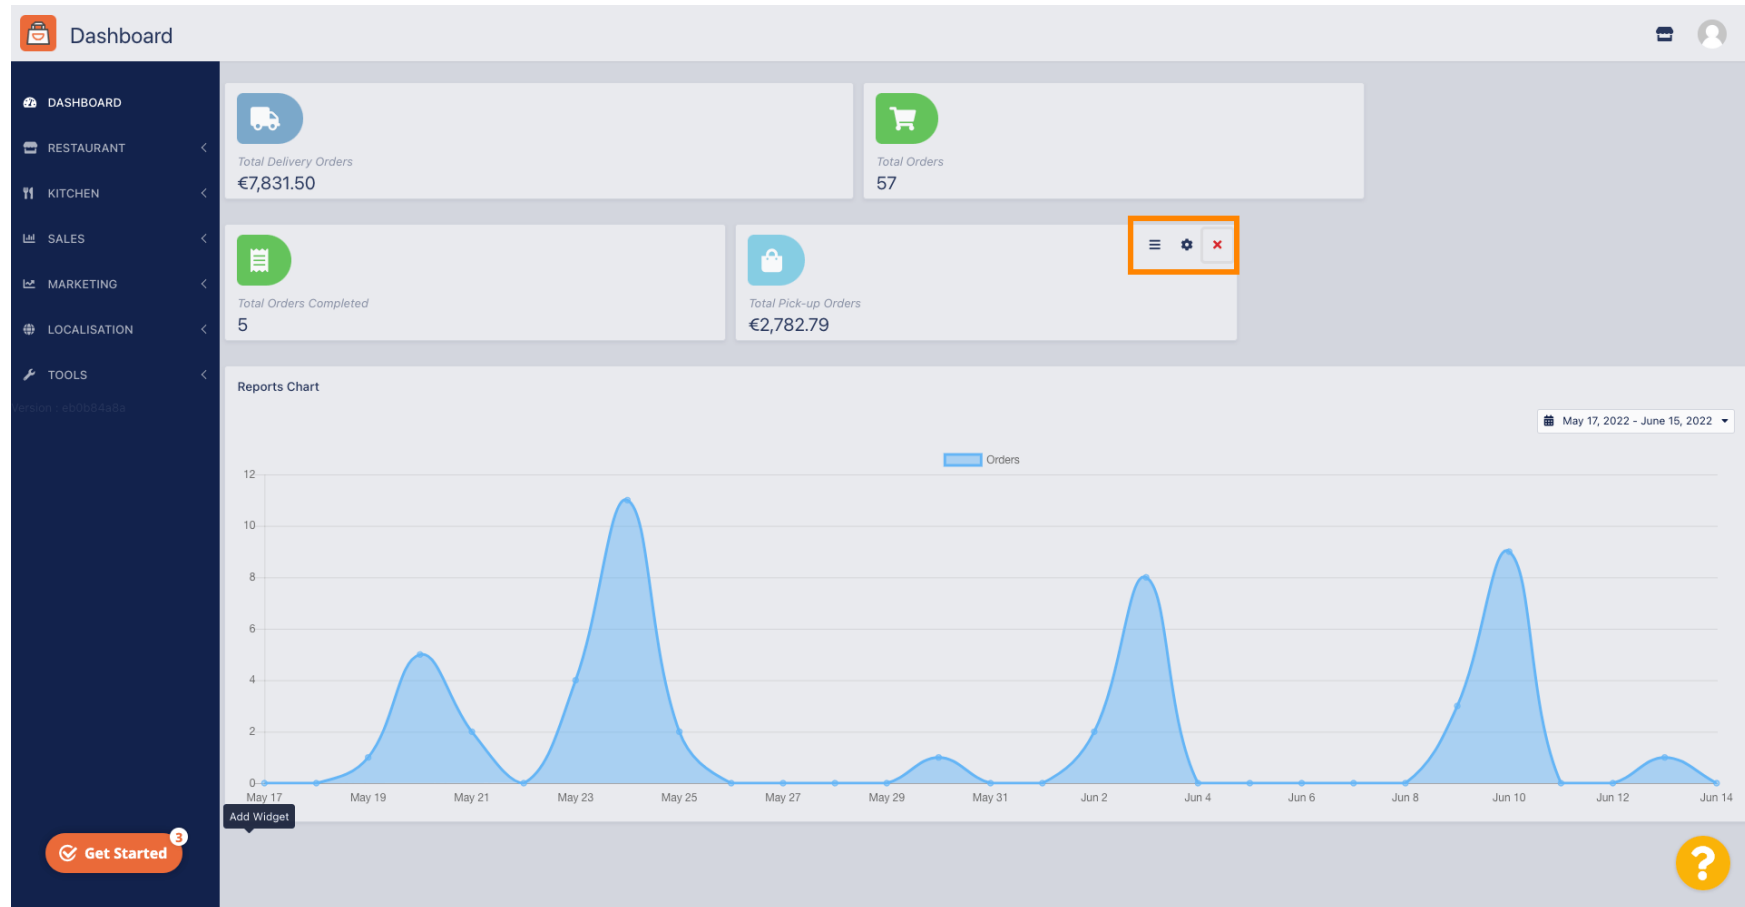 Dashboard
DASHBOARD
RESTAURANT
KITCHEN
SALES
MARKETING
LOCALISATION
TOOLS
Version : eb0b84a8a
Get Started
3
Total Delivery Orders
€7,831.50
Total Orders
57
Total Orders Completed
5
Total Pick-up Orders
€2,782.79
Reports Chart
May 17, 2022 - June 15, 2022
Orders
12
10
8
6
4
2
0
May 17 May 19 May 21 May 23 May 25 May 27 May 29 May 31 Jun 2 Jun 4 Jun 6 Jun 8 Jun 10 Jun 12 Jun 14
Add Widget
?